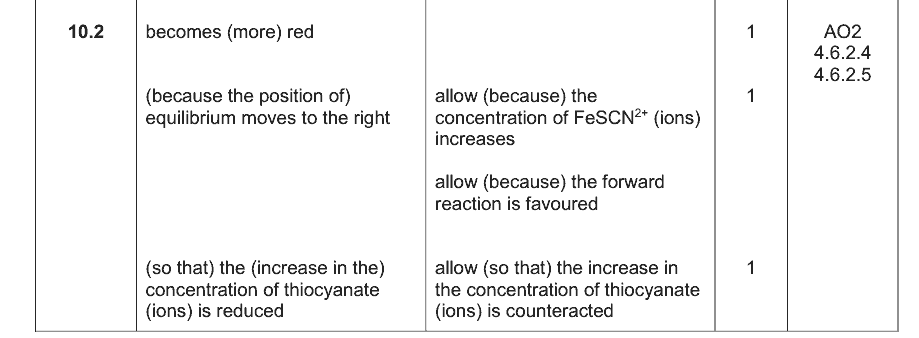 10.2 becomes (more) red 1 AO2
4.6.2.4
4.6.2.5
(because the position of)
equilibrium moves to the right
allow (because) the
concentration of FeSCN²⁺ (ions)
increases
1
allow (because) the forward
reaction is favoured
(so that) the (increase in the)
concentration of thiocyanate
(ions) is reduced
allow (so that) the increase in
the concentration of thiocyanate
(ions) is counteracted
1